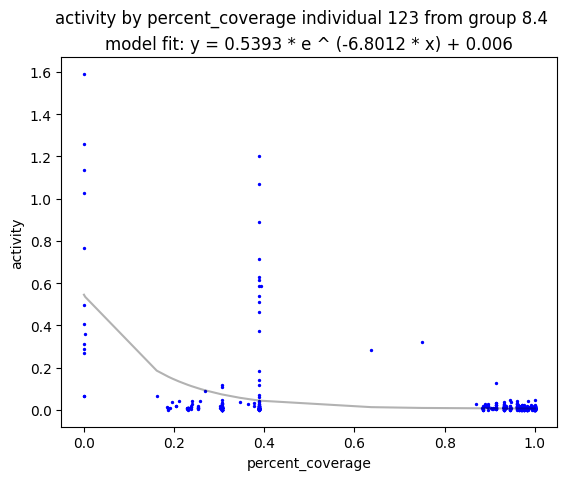 activity by percent_coverage individual 123 from group 8.4
model fit: y = 0.5393 * e ^ (-6.8012 * x) + 0.006
1.6
1.4
1.2
1.0
0.8
0.6
0.4
0.2
0.0
activity
0.0 0.2 0.4 0.6 0.8 1.0
percent_coverage